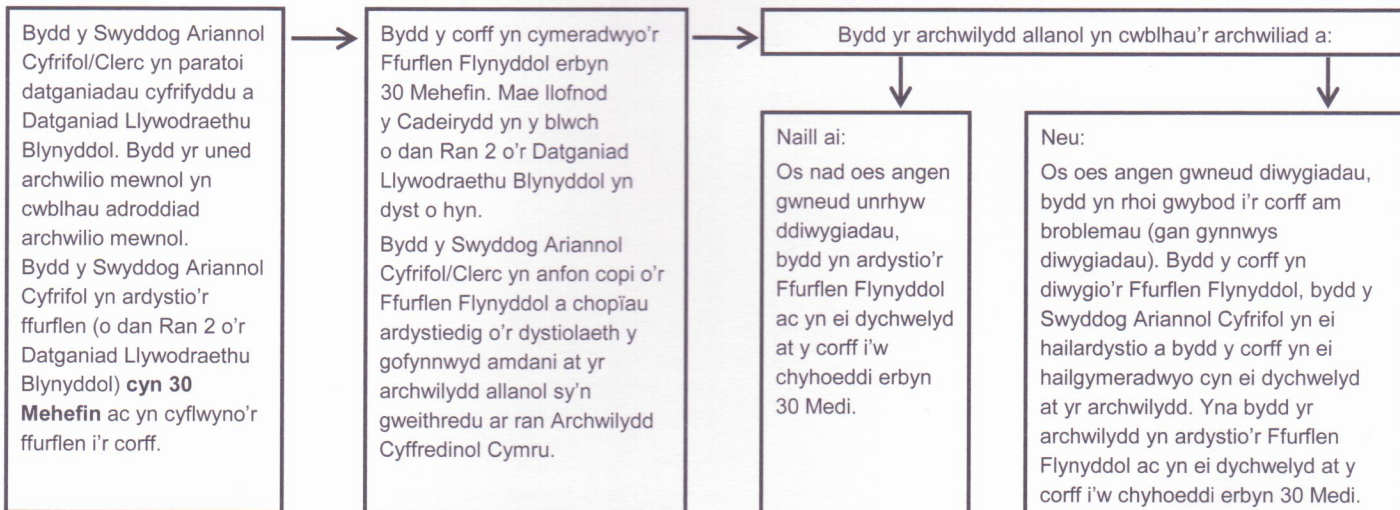 Bydd y Swyddog Ariannol
Cyfrifol/Clerc yn paratoi
datganiadau cyfrifyddu a
Datganiad Llywodraethu
Blynyddol. Bydd yr uned
archwilio mewnol yn
cwblhau adroddiad
archwilio mewnol.
Bydd y Swyddog Ariannol
Cyfrifol yn ardystio’r
ffurflen (o dan Ran 2 o’r
Datganiad Llywodraethu
Blynyddol) cyn 30
Mehefin ac yn cyflwyno’r
ffurflen i’r corff.
Bydd y corff yn cymeradwyo’r
Ffurflen Flynyddol erbyn
30 Mehefin. Mae llofnod
y Cadeirydd yn y blwch
o dan Ran 2 o’r Datganiad
Llywodraethu Blynyddol yn
dyst o hyn.
Bydd y Swyddog Ariannol
Cyfrifol/Clerc yn anfon copi o’r
Ffurflen Flynyddol a chopïau
ardystiedig o’r dystiolaeth y
gofynnwyd amdani at yr
archwilydd allanol sy’n
gweithredu ar ran Archwilydd
Cyffredinol Cymru.
Bydd yr archwilydd allanol yn cwblhau’r archwiliad a:
Naill ai:
Os nad oes angen
gwneud unrhyw
ddiwygiadau,
bydd yn ardystio’r
Ffurflen Flynyddol
ac yn ei dychwelyd
at y corff i’w
chyhoeddi erbyn
30 Medi.
Neu:
Os oes angen gwneud diwygiadau,
bydd yn rhoi gwybod i’r corff am
broblemau (gan gynnwys
diwygiadau). Bydd y corff yn
diwygio’r Ffurflen Flynyddol, bydd y
Swyddog Ariannol Cyfrifol yn ei
hailardystio a bydd y corff yn ei
hailgymeradwyo cyn ei dychwelyd
at yr archwilydd. Yna bydd yr
archwilydd yn ardystio’r Ffurflen
Flynyddol ac yn ei dychwelyd at y
corff i’w chyhoeddi erbyn 30 Medi.